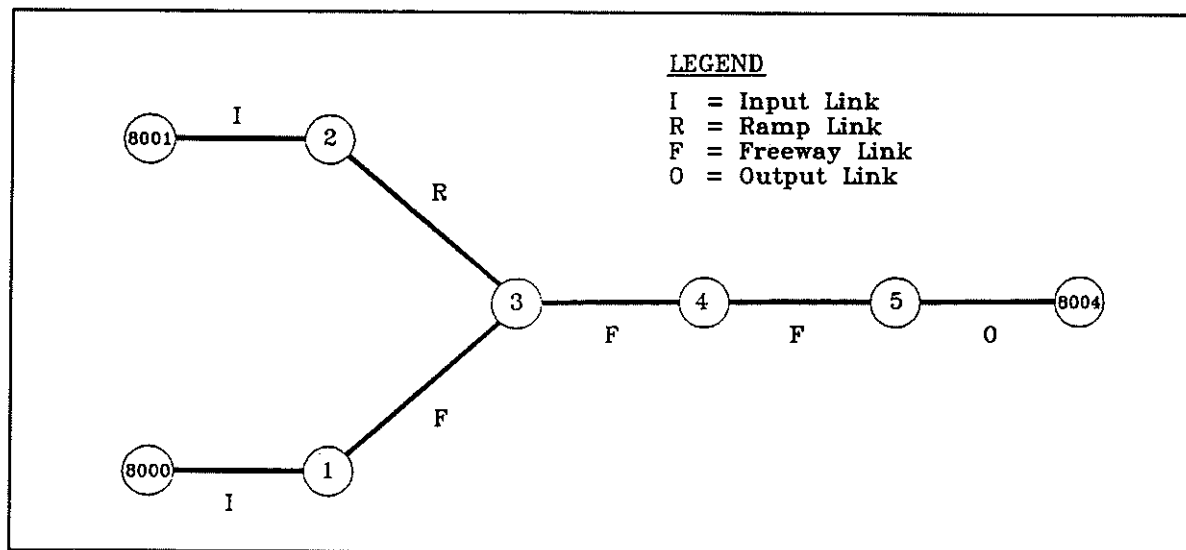 LEGEND
I = Input Link
R = Ramp Link
F = Freeway Link
O = Output Link
I
8001
2
R
3
4
5
8004
F
F
O
F
8000
1
I